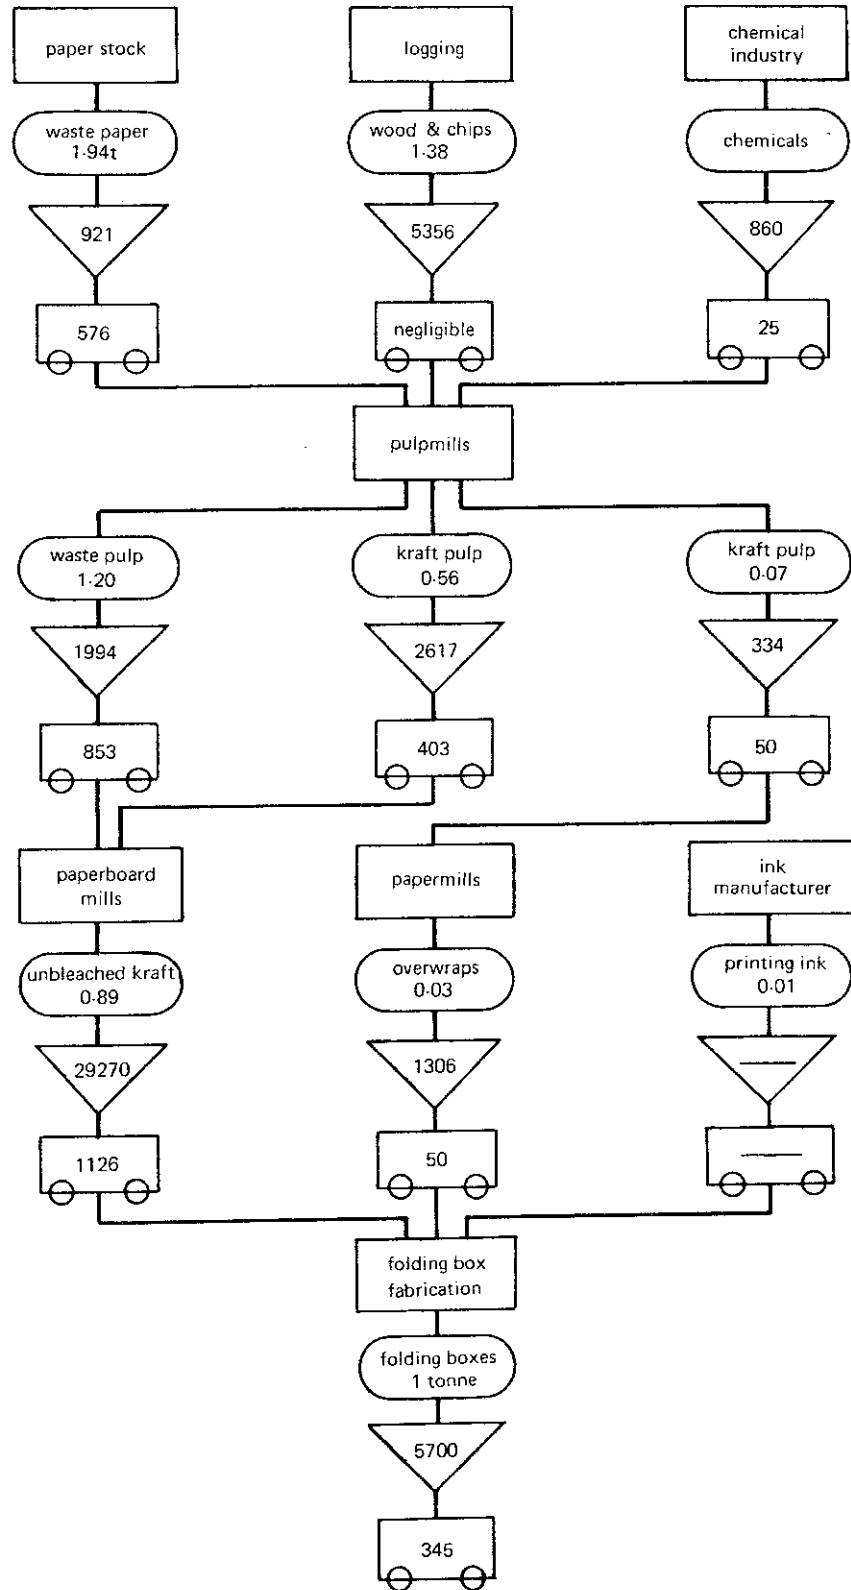 paper stock
logging
chemical
industry
waste paper
1·94t
wood & chips
1·38
chemicals
921
5356
860
576
negligible
25
pulpmills
waste pulp
1·20
kraft pulp
0·56
kraft pulp
0·07
1994
2617
334
853
403
50
paperboard
mills
papermills
ink
manufacturer
unbleached kraft
0·89
overwraps
0·03
printing ink
0·01
29270
1306
1126
50
folding box
fabrication
folding boxes
1 tonne
5700
345